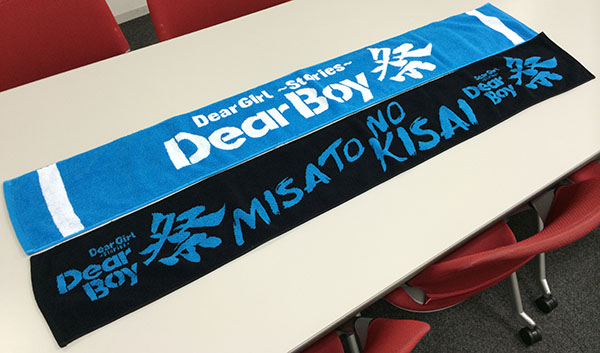 Dear Girl ~Stories~
Dear Boy 祭
Dear Girl
~Stories~
Dear
Boy
祭
MISATO NO
KISAI
Dear Girl
~Stories~
Dear
Boy
祭